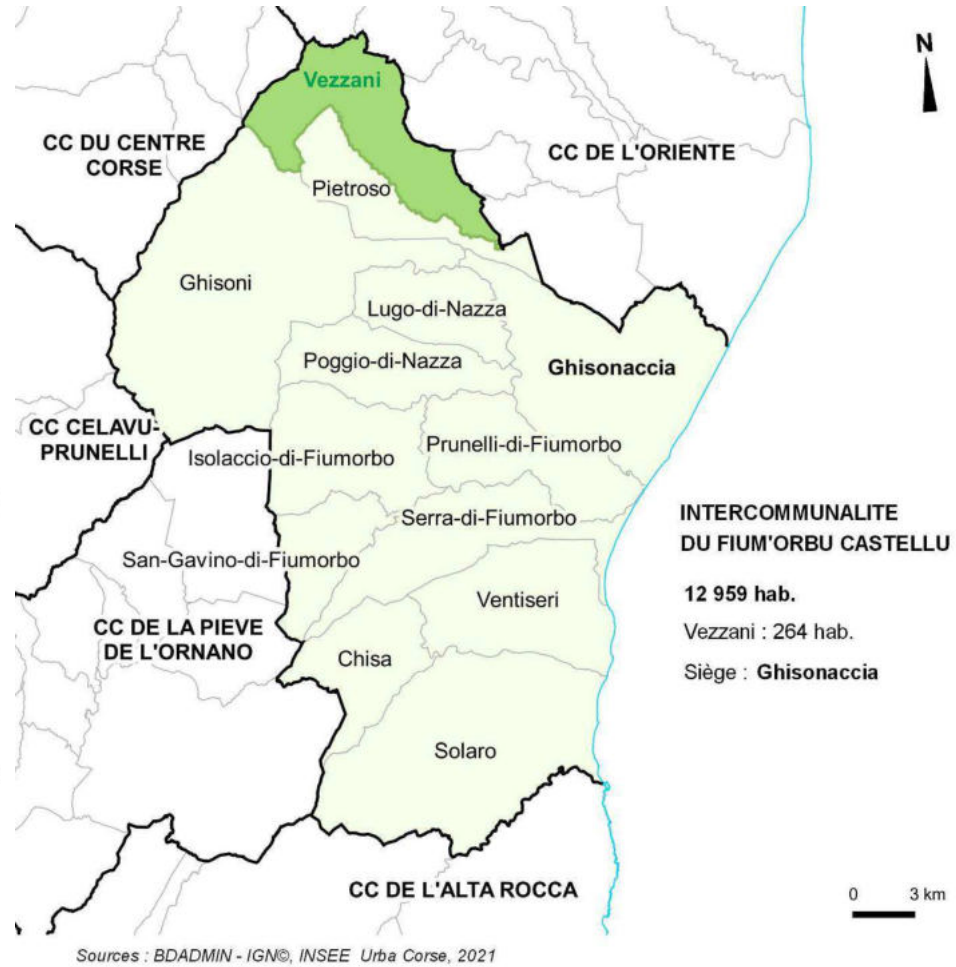 N
Vezzani
CC DU CENTRE
CORSE
CC DE L'ORIENTE
Pietroso
Ghisoni
Lugo-di-Nazza
Poggio-di-Nazza
Ghisonaccia
CC CELAVU-
PRUNELLI
Prunelli-di-Fiumorbo
Isolaccio-di-Fiumorbo
Serra-di-Fiumorbo
INTERCOMMUNALITE
DU FIUM'ORBU CASTELLU
San-Gavino-di-Fiumorbo
12 959 hab.
Ventiseri
Vezzani : 264 hab.
CC DE LA PIEVE
DE L'ORNANO
Chisa
Siège : Ghisonaccia
Solaro
CC DE L'ALTA ROCCA
0 3 km
Sources : BDADMIN - IGN©, INSEE Urba Corse, 2021